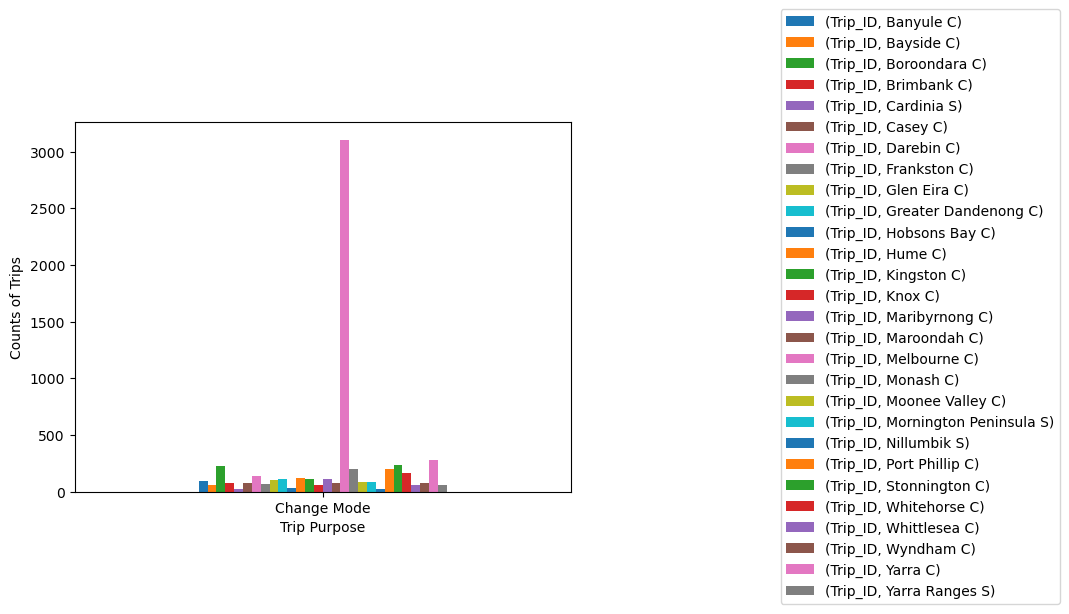 3000
2500
2000
1500
1000
500
0
Counts of Trips
Change Mode
Trip Purpose
(Trip_ID, Banyule C)
(Trip_ID, Bayside C)
(Trip_ID, Boroondara C)
(Trip_ID, Brimbank C)
(Trip_ID, Cardinia S)
(Trip_ID, Casey C)
(Trip_ID, Darebin C)
(Trip_ID, Frankston C)
(Trip_ID, Glen Eira C)
(Trip_ID, Greater Dandenong C)
(Trip_ID, Hobsons Bay C)
(Trip_ID, Hume C)
(Trip_ID, Kingston C)
(Trip_ID, Knox C)
(Trip_ID, Maribyrnong C)
(Trip_ID, Maroondah C)
(Trip_ID, Melbourne C)
(Trip_ID, Monash C)
(Trip_ID, Moonee Valley C)
(Trip_ID, Mornington Peninsula S)
(Trip_ID, Nillumbik S)
(Trip_ID, Port Phillip C)
(Trip_ID, Stonnington C)
(Trip_ID, Whitehorse C)
(Trip_ID, Whittlesea C)
(Trip_ID, Wyndham C)
(Trip_ID, Yarra C)
(Trip_ID, Yarra Ranges S)